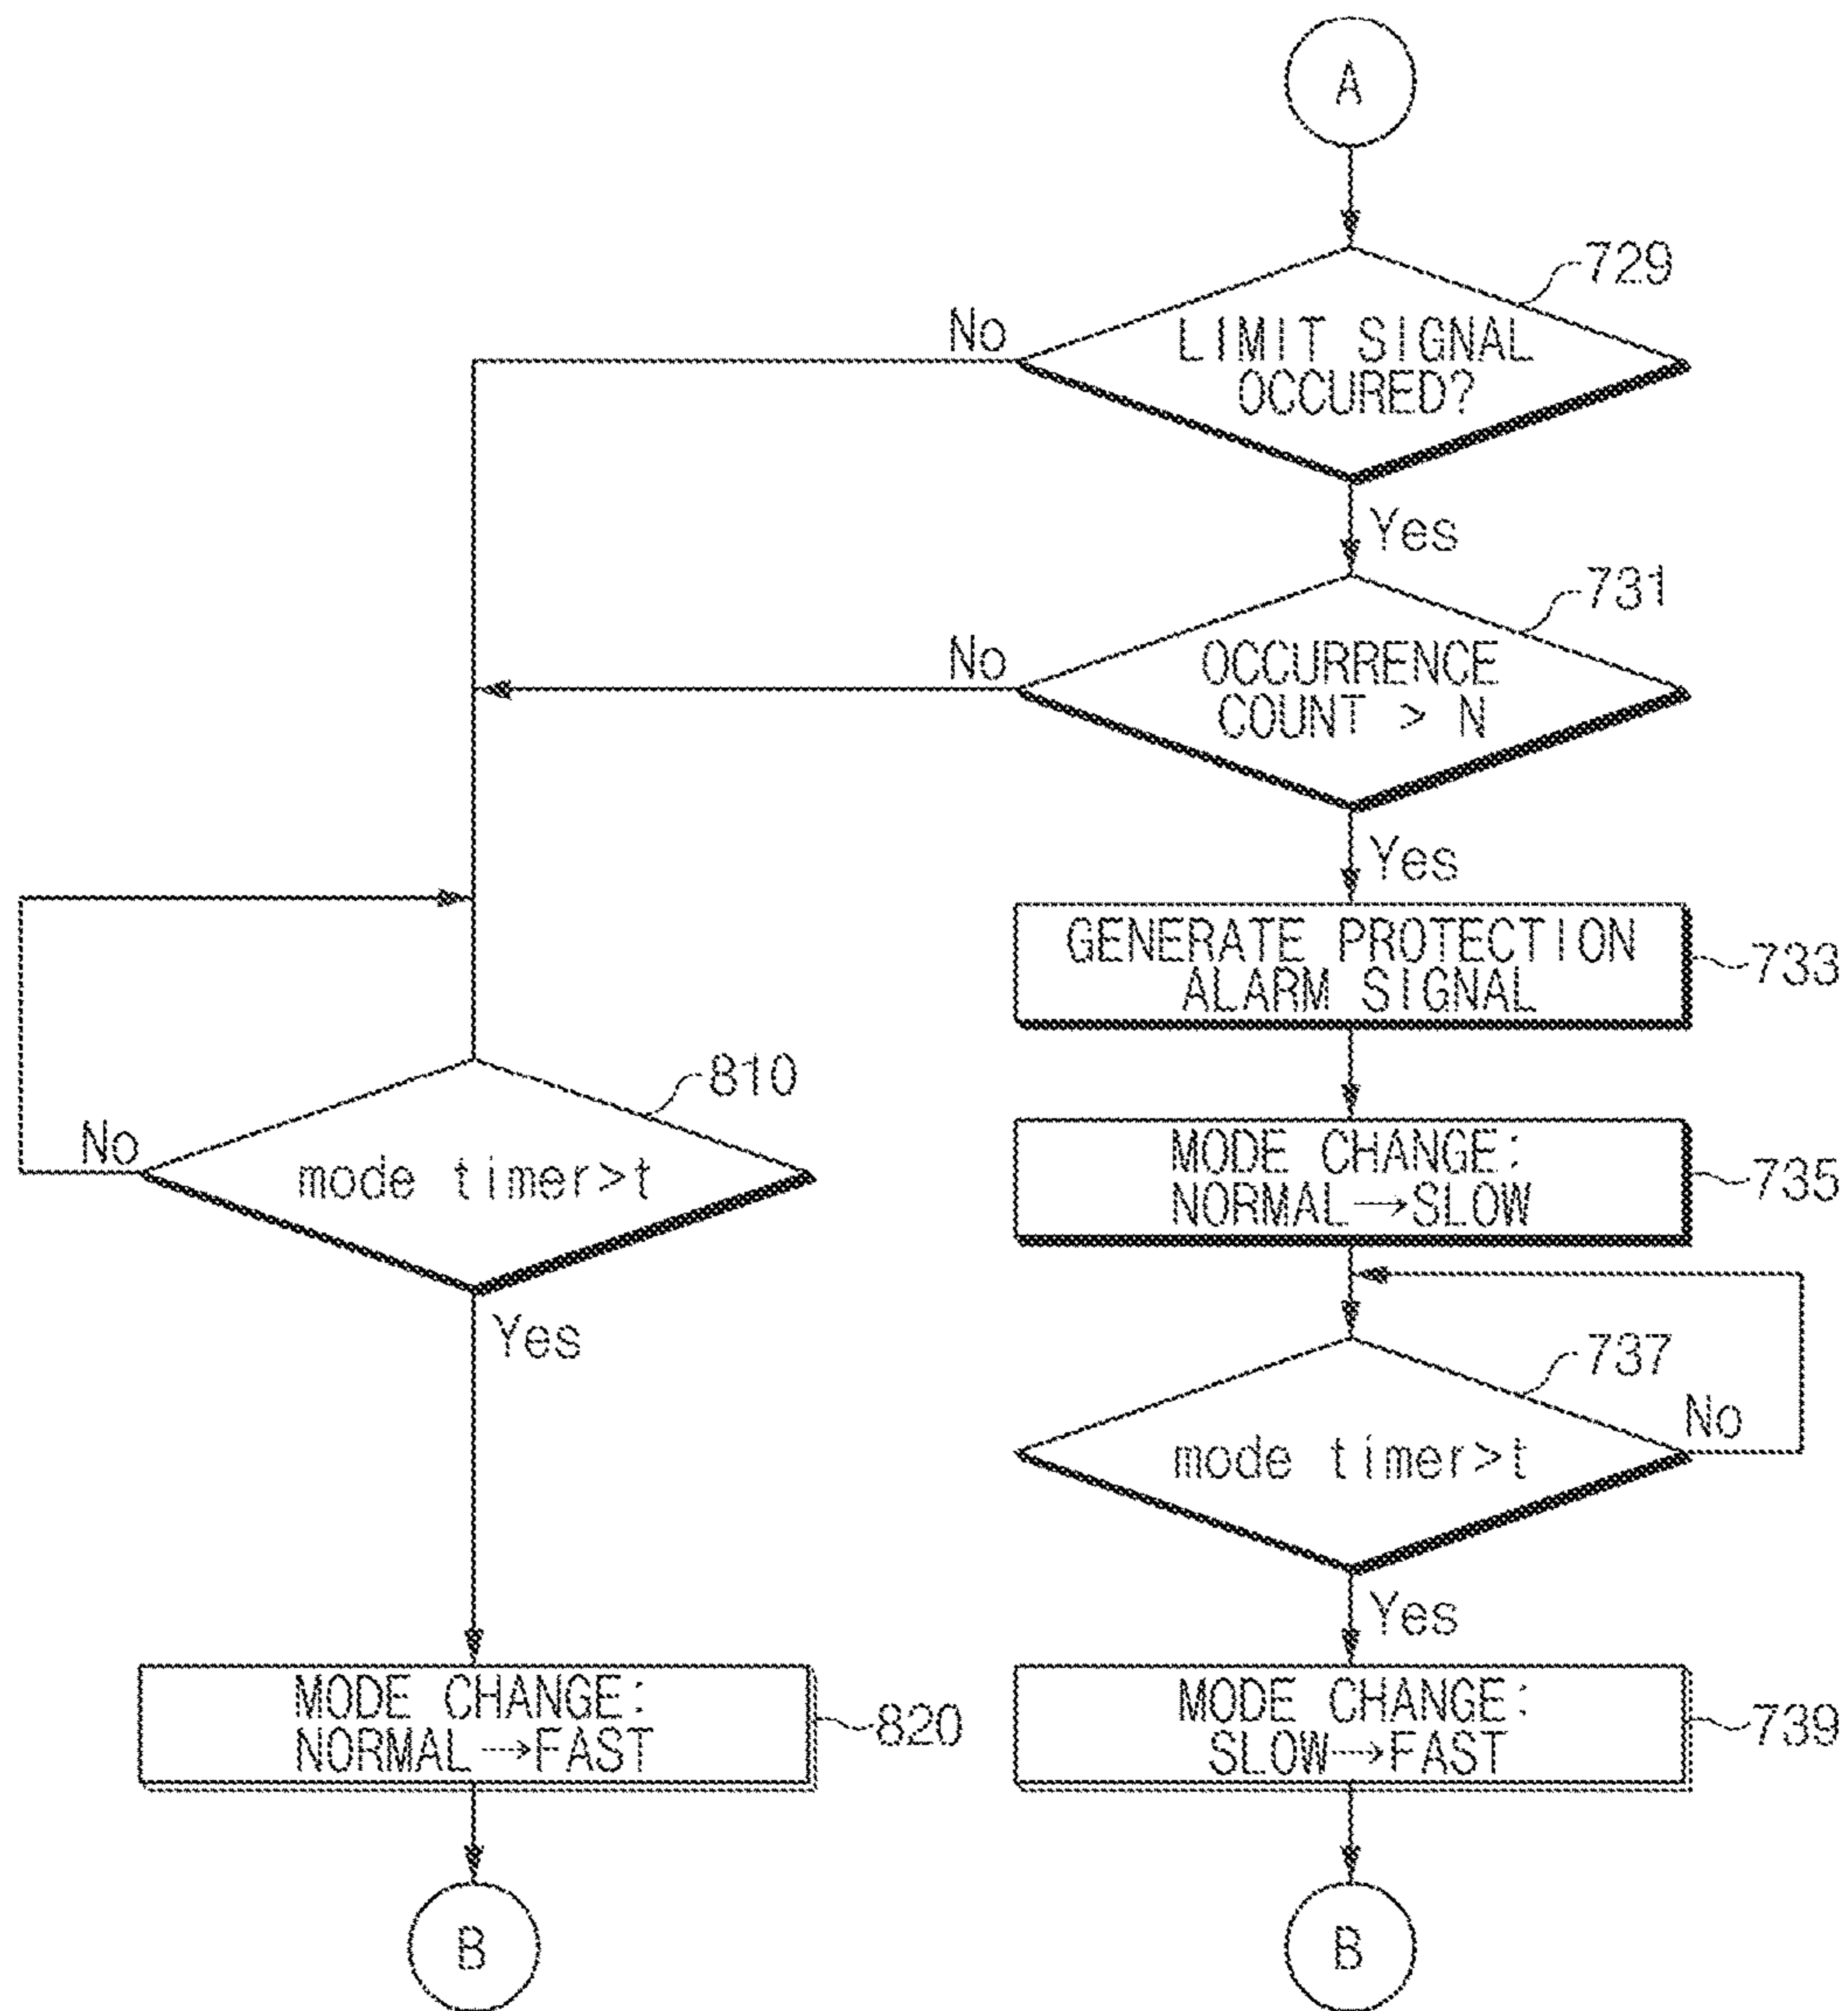 A
729
No
LIMIT SIGNAL
OCCURED?
Yes
731
No
OCCURRENCE
COUNT > N
Yes
GENERATE PROTECTION
ALARM SIGNAL
733
810
No
mode timer>t
Yes
MODE CHANGE:
NORMAL→SLOW
735
737
No
mode timer>t
Yes
MODE CHANGE:
NORMAL→FAST
820
MODE CHANGE:
SLOW→FAST
739
B
B